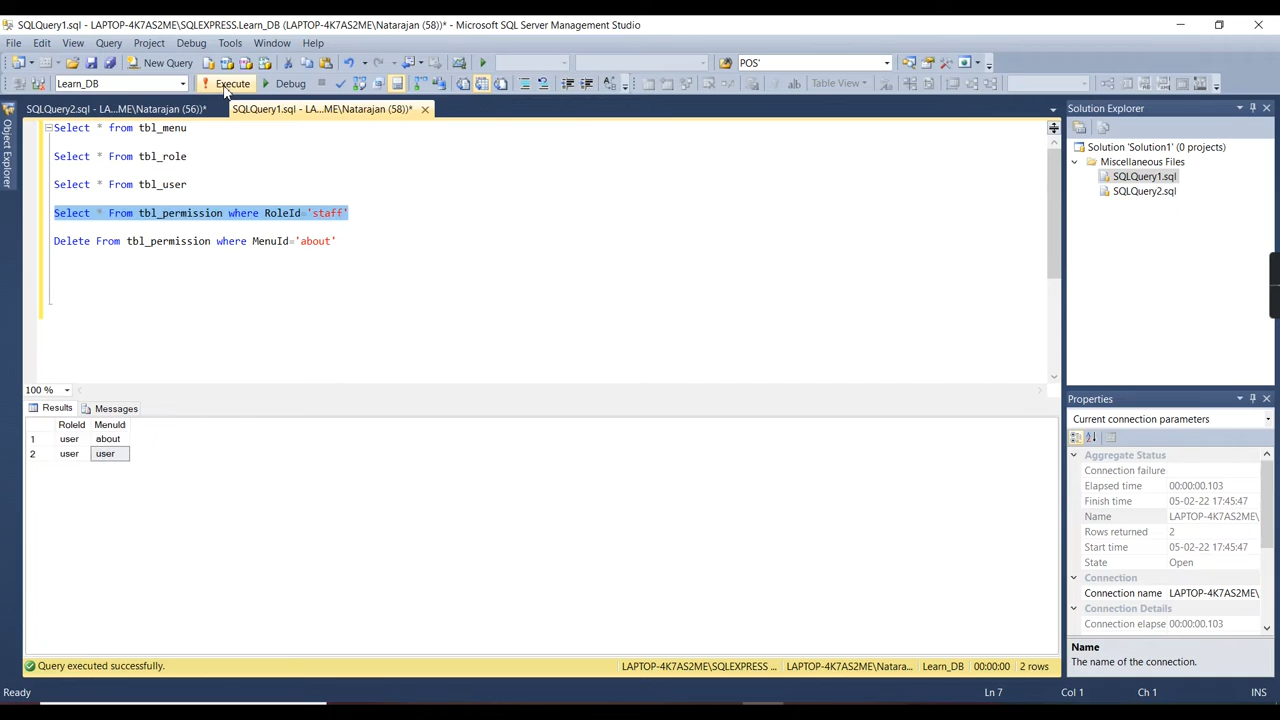 SQLQuery1.sql - LAPTOP-4K7AS2ME\SQLEXPRESS.Learn_DB (LAPTOP-4K7AS2ME\Natarajan (58))* - Microsoft SQL Server Management Studio
File Edit View Query Project Debug Tools Window Help
New Query POS'
Learn_DB Execute Debug Table View
SQLQuery2.sql - LA...ME\Natarajan (56))* SQLQuery1.sql - LA...ME\Natarajan (58))*
Object Explorer
Select * from tbl_menu
Select * From tbl_role
Select * From tbl_user
Select * From tbl_permission where RoleId='staff'
Delete From tbl_permission where MenuId='about'
100 %
Results Messages
RoleId MenuId
1 user about
2 user user
Query executed successfully. LAPTOP-4K7AS2ME\SQLEXPRESS ... LAPTOP-4K7AS2ME\Natara... Learn_DB 00:00:00 2 rows
Solution Explorer
Solution 'Solution1' (0 projects)
Miscellaneous Files
SQLQuery1.sql
SQLQuery2.sql
Properties
Current connection parameters
Aggregate Status
Connection failure
Elapsed time 00:00:00.103
Finish time 05-02-22 17:45:47
Name LAPTOP-4K7AS2ME\
Rows returned 2
Start time 05-02-22 17:45:47
State Open
Connection
Connection name LAPTOP-4K7AS2ME\
Connection Details
Connection elapse 00:00:00.103
Name
The name of the connection.
Ready Ln 7 Col 1 Ch 1 INS